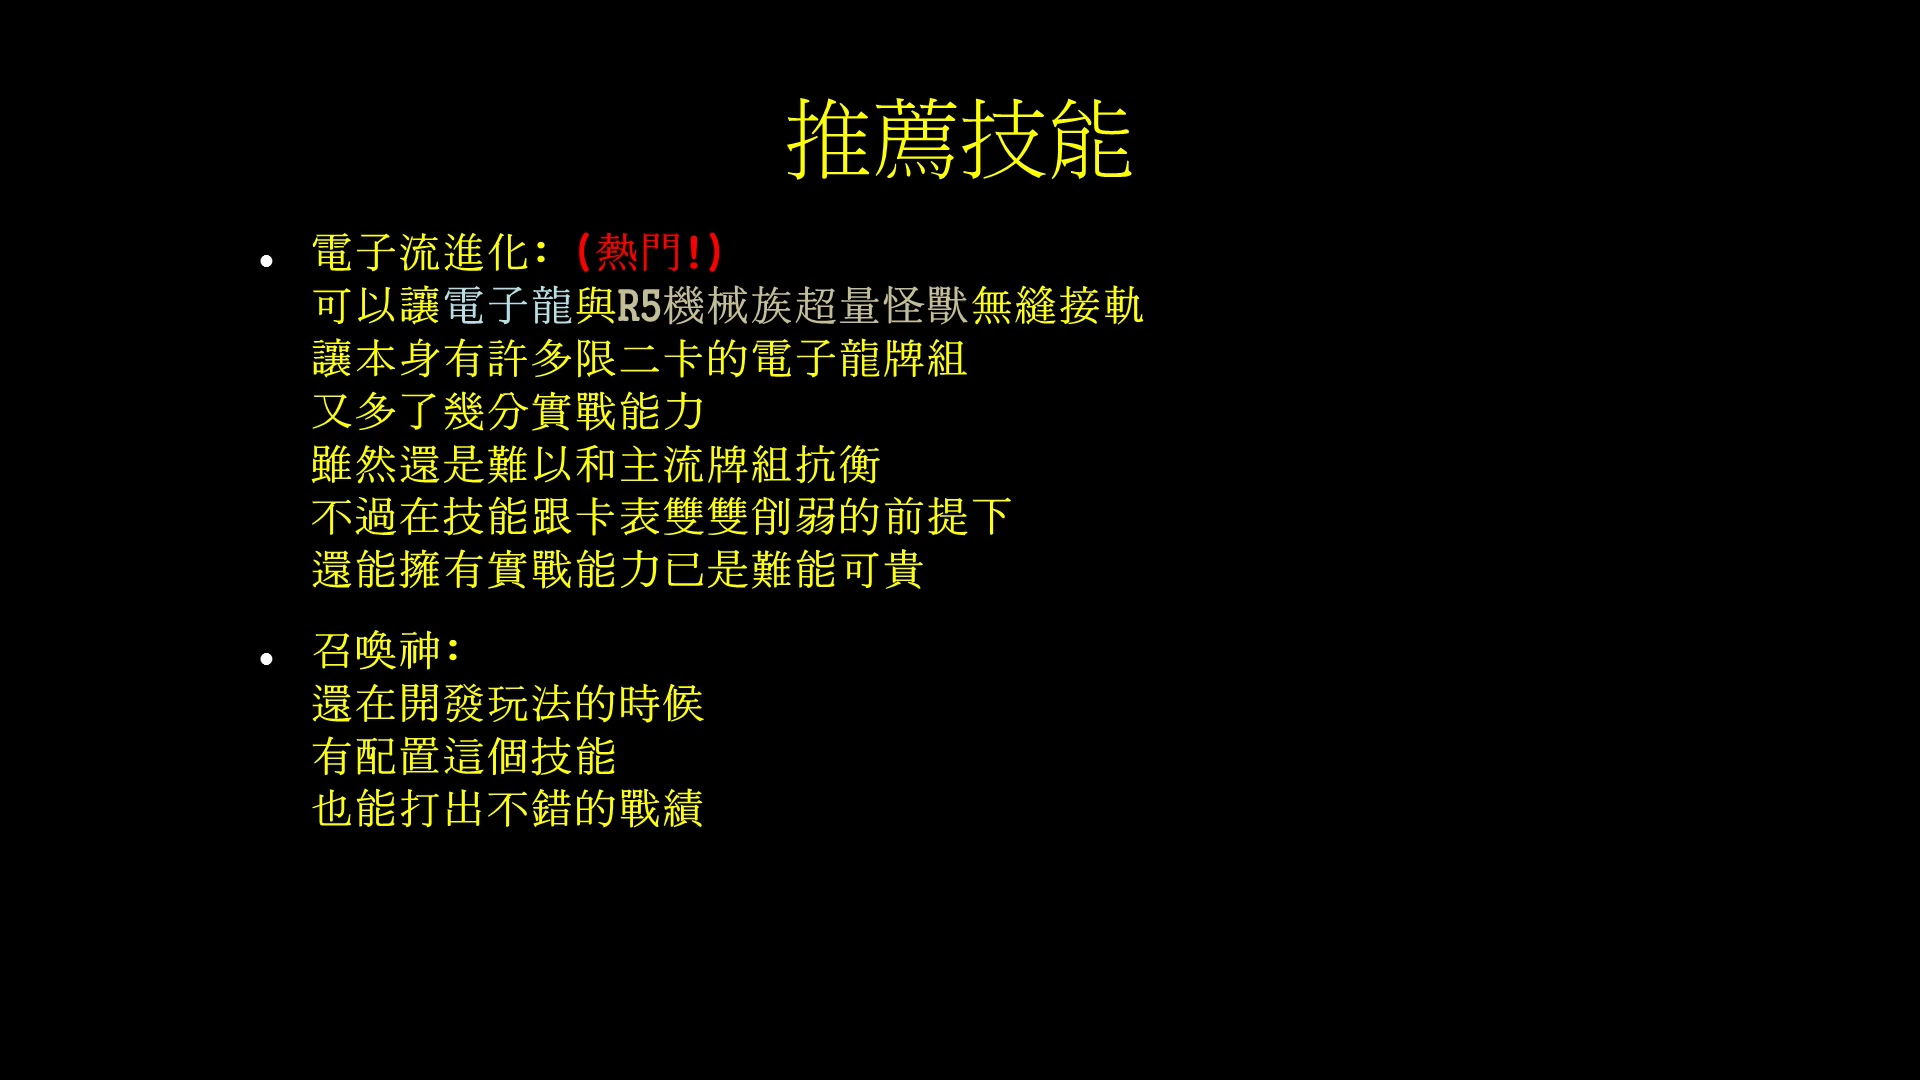 推薦技能
電子流進化：(熱門!)
可以讓電子龍與R5機械族超量怪獸無縫接軌
讓本身有許多限二卡的電子龍牌組
又多了幾分實戰能力
雖然還是難以和主流牌組抗衡
不過在技能跟卡表雙雙削弱的前提下
還能擁有實戰能力已是難能可貴
召喚神：
還在開發玩法的時候
有配置這個技能
也能打出不錯的戰績